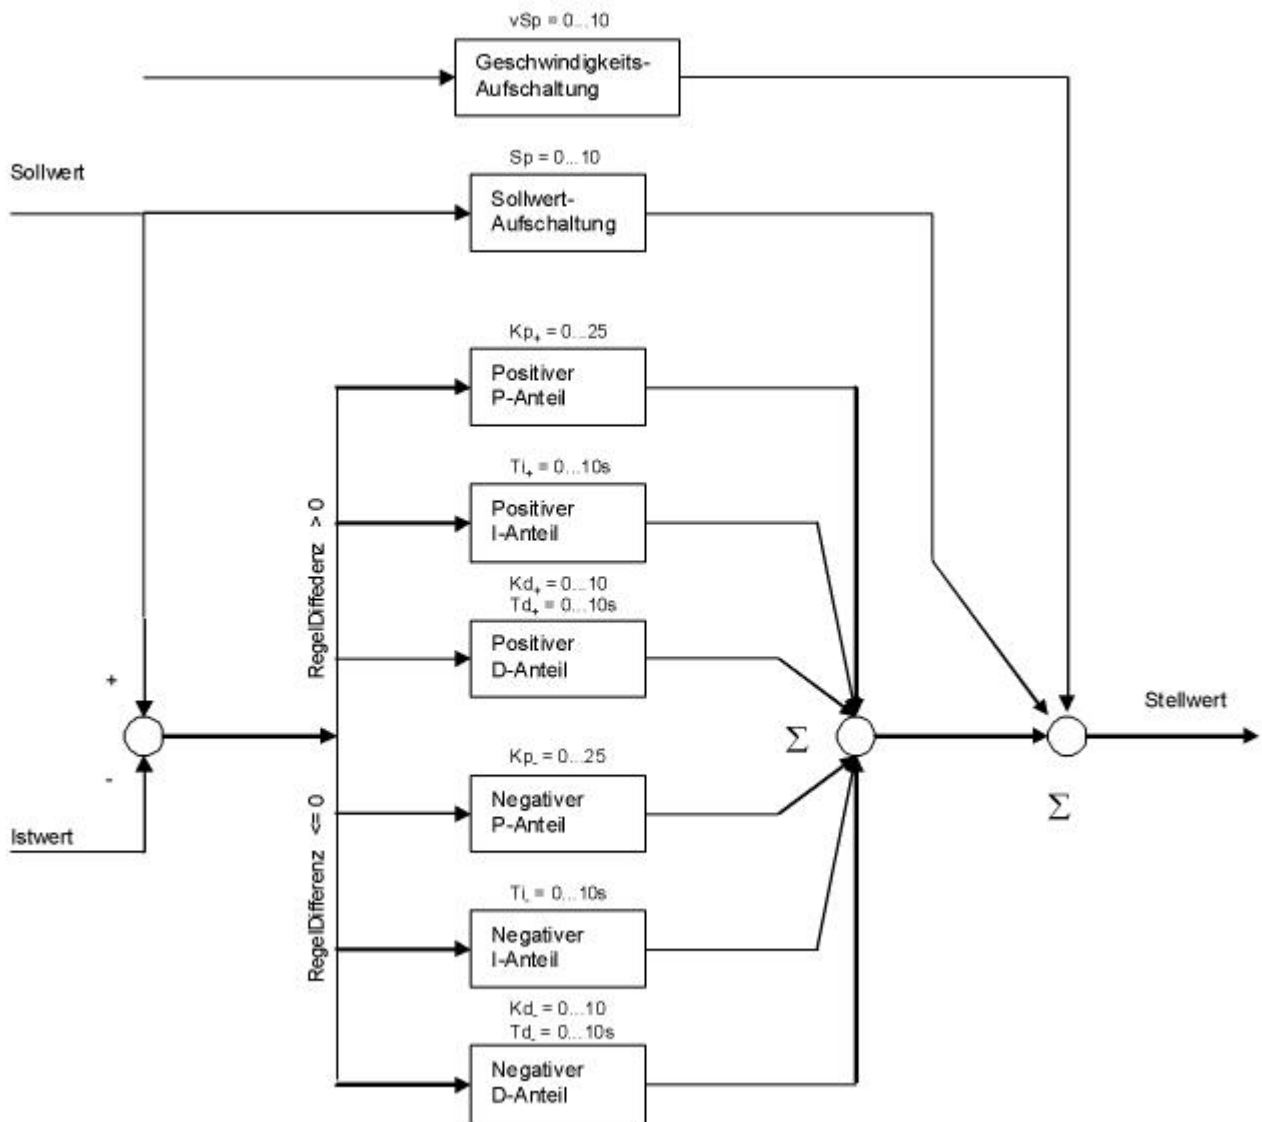 vSp = 0...10
Geschwindigkeits-
Aufschaltung
Sollwert
Sp = 0...10
Sollwert-
Aufschaltung
Kp+ = 0...25
Positiver
P-Anteil
Ti+ = 0...10s
Positiver
I-Anteil
RegelDiffedenz > 0
Kd+ = 0...10
Td+ = 0...10s
Positiver
D-Anteil
+
-
Istwert
Σ
Stellwert
Σ
Kp- = 0...25
Negativer
P-Anteil
RegelDifferenz <= 0
Ti- = 0...10s
Negativer
I-Anteil
Kd- = 0...10
Td- = 0...10s
Negativer
D-Anteil